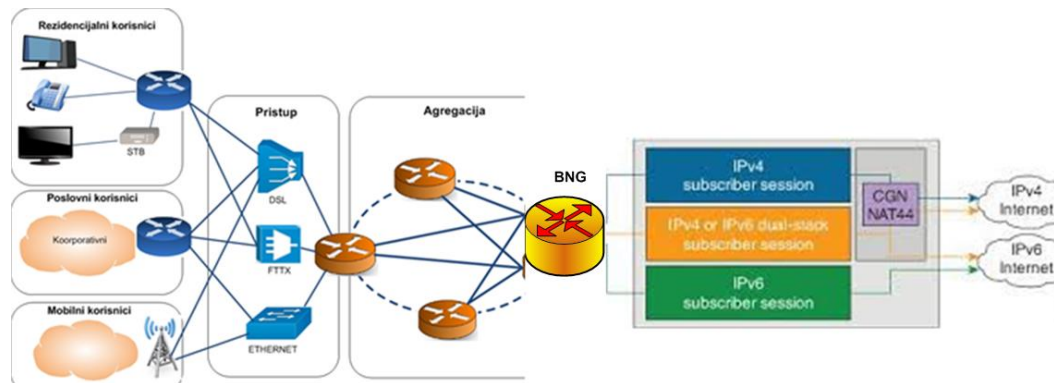 Rezidencijalni korisnici
STB
Poslovni korisnici
Koorporativni
Mobilni korisnici
Pristup
DSL
FTTX
ETHERNET
Agregacija
BNG
IPv4
subscriber session
IPv4 or IPv6 dual-stack
subscriber session
IPv6
subscriber session
CGN
NAT44
IPv4
Internet
IPv6
Internet